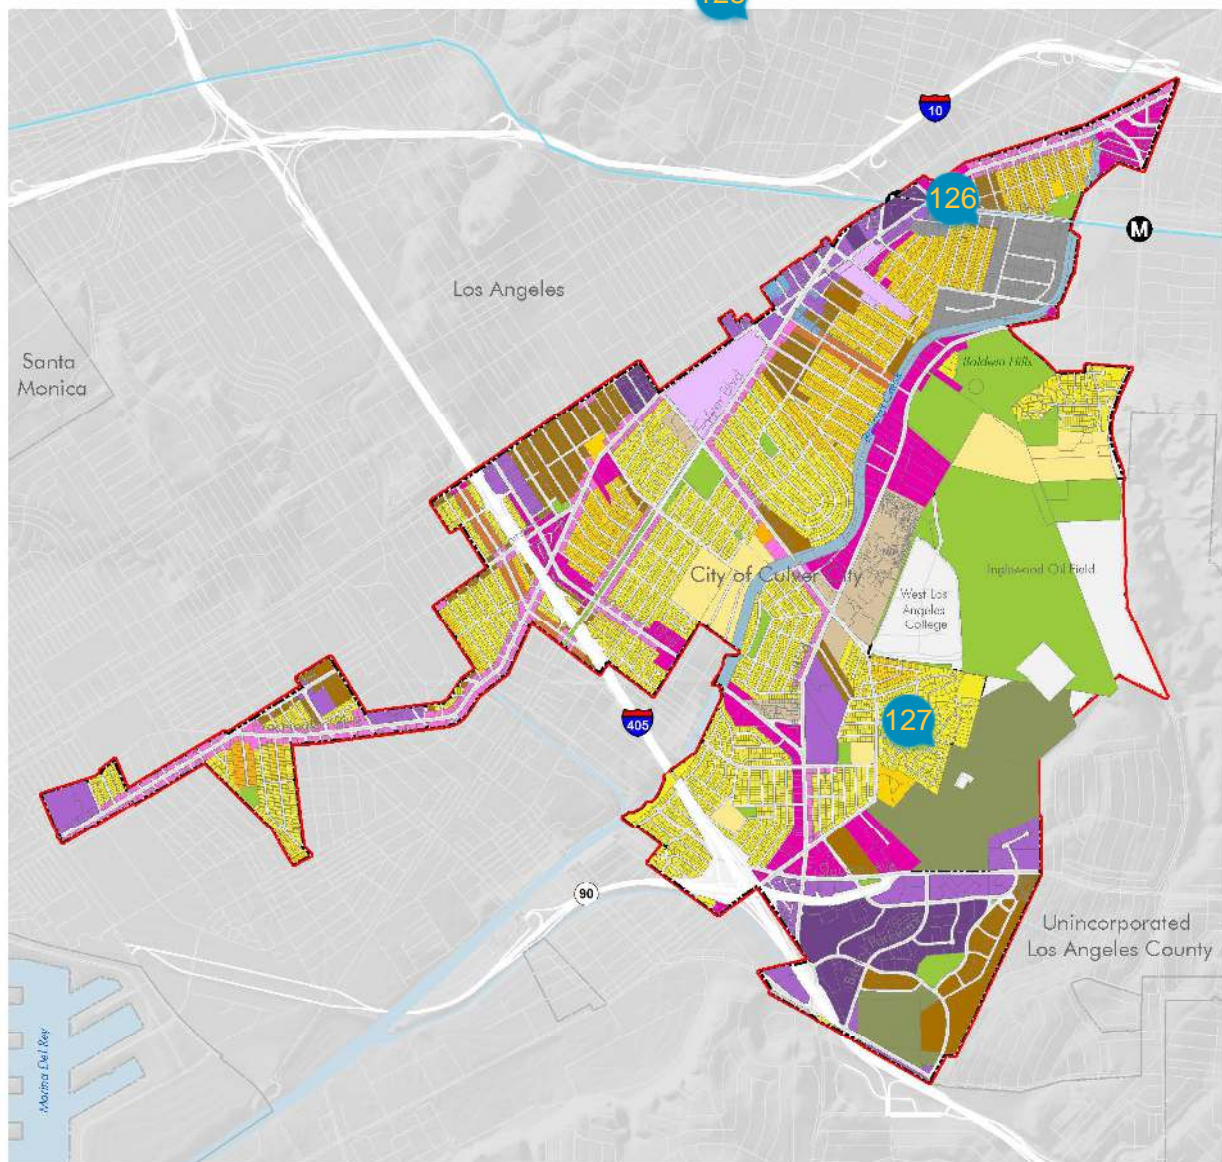 10
126
M
Los Angeles
Santa
Monica
Baldwin Hills
City of Culver City
Inglewood Oil Field
West Los
Angeles
College
127
405
90
Unincorporated
Los Angeles County
Marina Del Rey